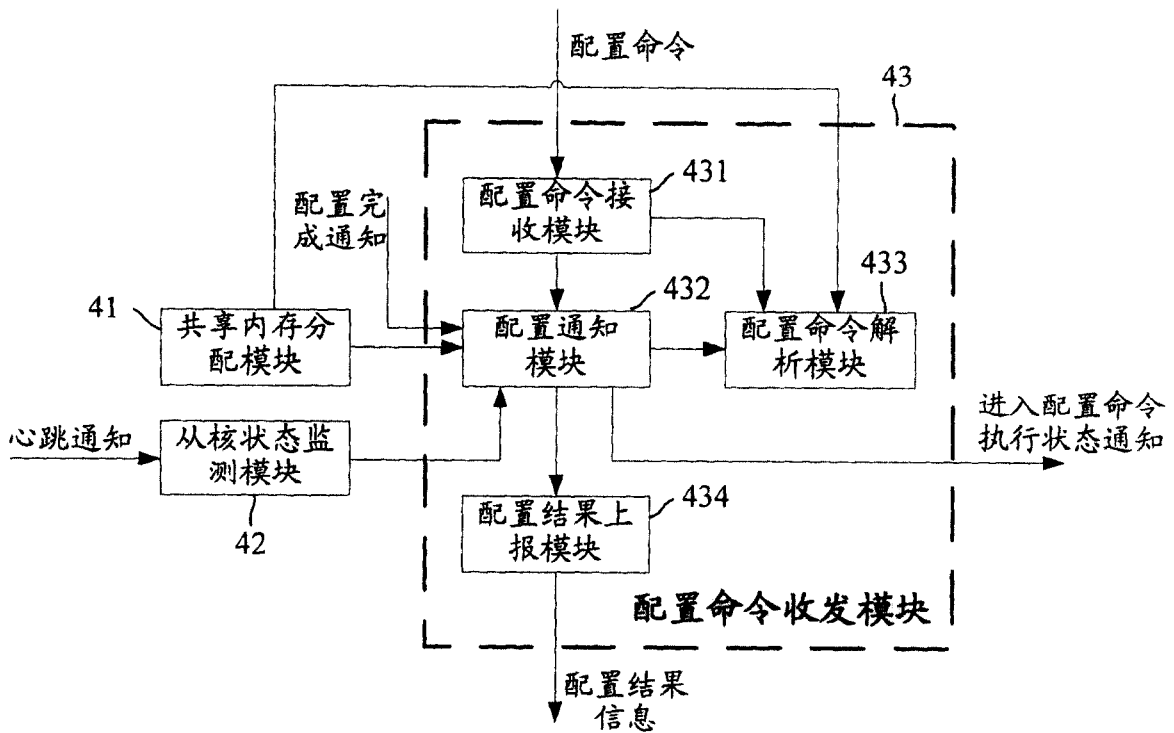 配置命令
43
431
配置命令接
收模块
配置完
成通知
433
432
41
共享内存分
配模块
配置通知
模块
配置命令解
析模块
进入配置命令
执行状态通知
心跳通知
从核状态监
测模块
42
434
配置结果上
报模块
配置命令收发模块
配置结果
信息